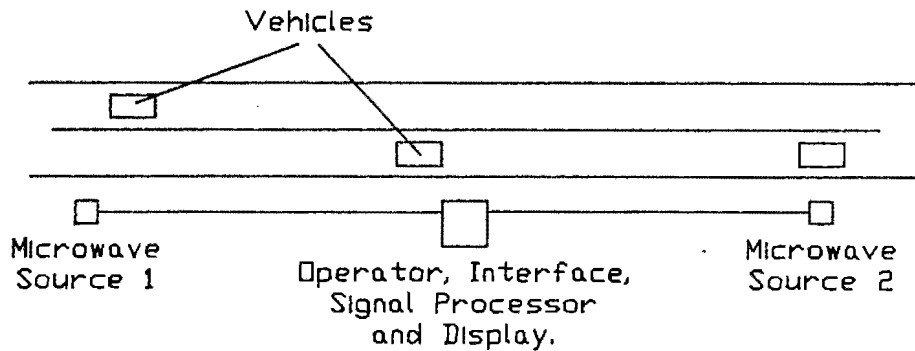 Vehicles
Microwave
Source 1
Operator, Interface,
Signal Processor
and Display.
Microwave
Source 2